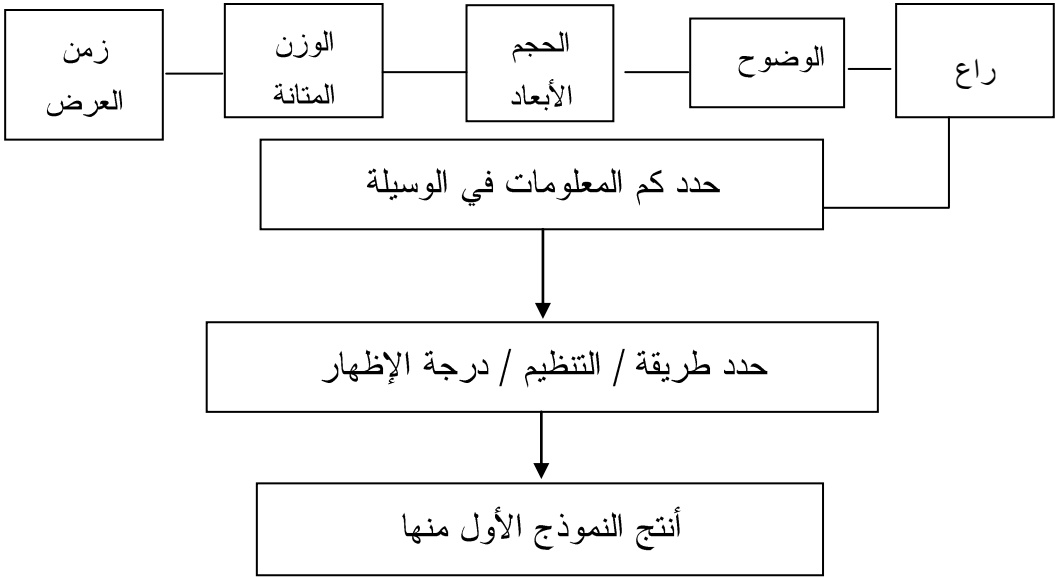 راع
الوضوح
الحجم
الأبعاد
الوزن
المتانة
زمن
العرض
حدد كم المعلومات في الوسيلة
حدد طريقة / التنظيم / درجة الإظهار
أنتج النموذج الأول منها